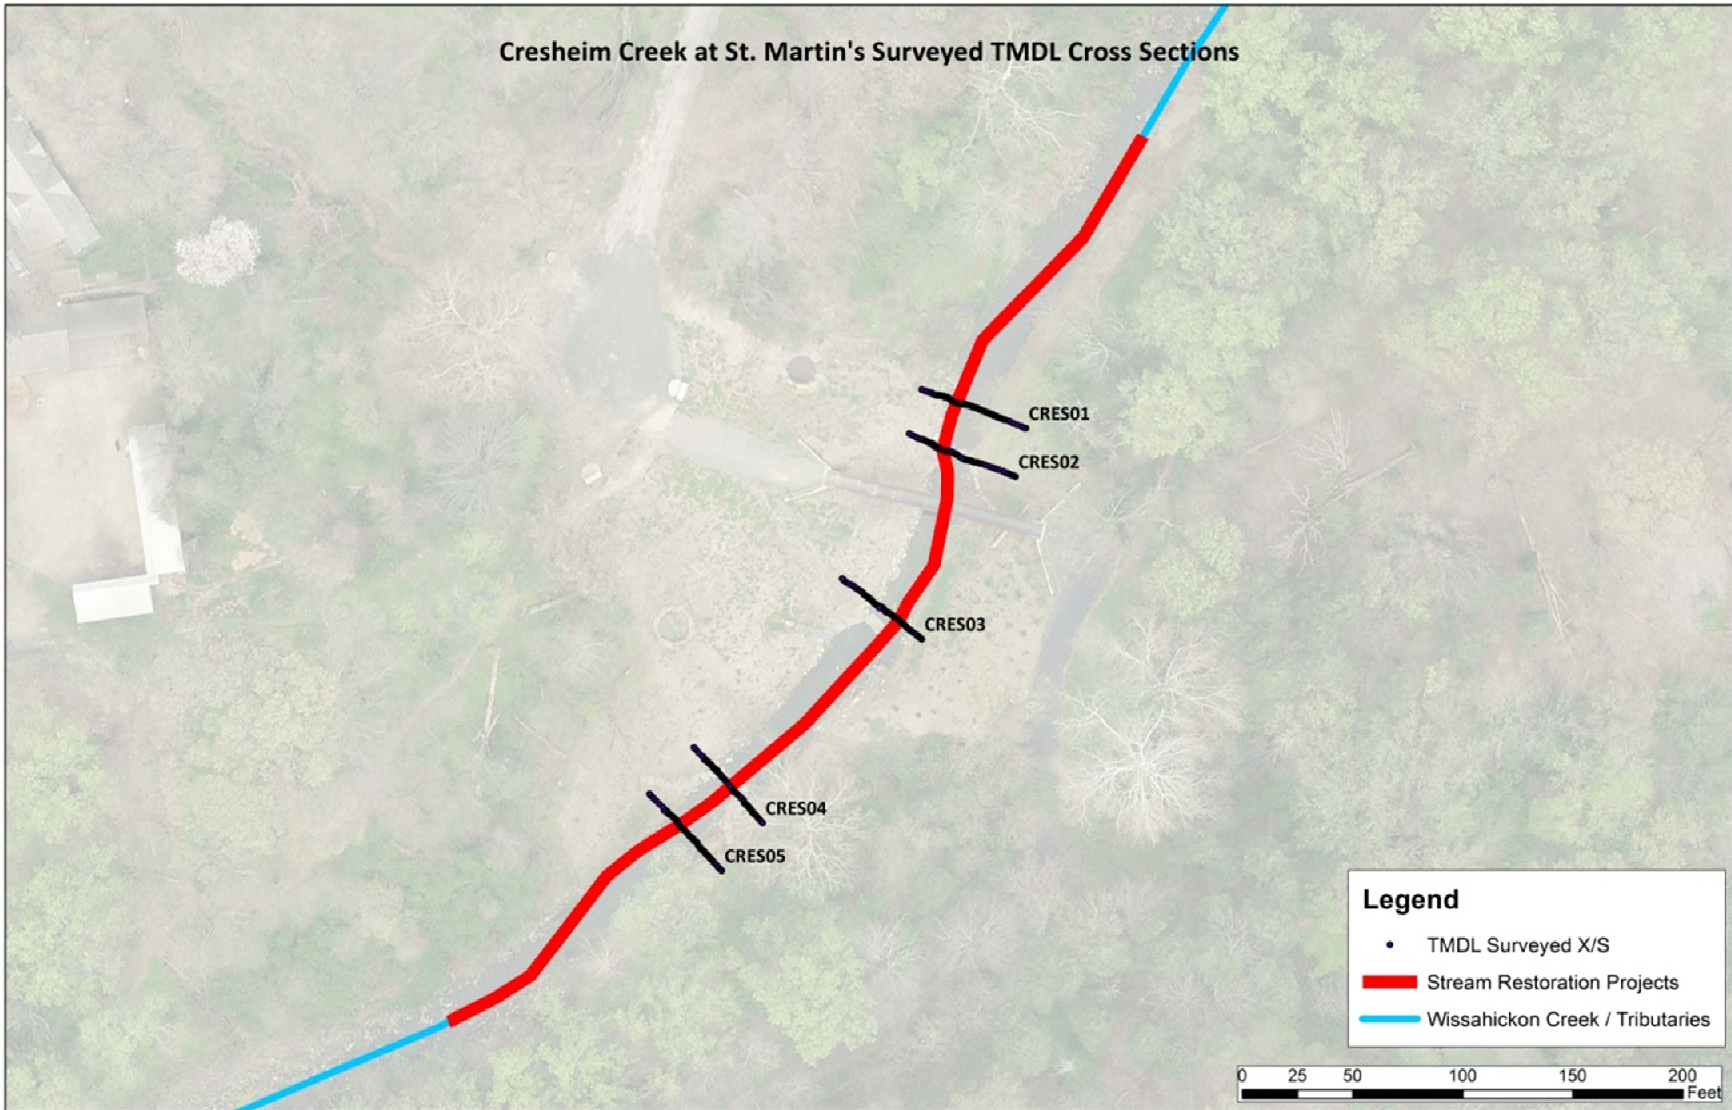 Cresheim Creek at St. Martin's Surveyed TMDL Cross Sections
CRES01
CRES02
CRES03
CRES04
CRES05
Legend
TMDL Surveyed X/S
Stream Restoration Projects
Wissahickon Creek / Tributaries
0 25 50 100 150 200
Feet